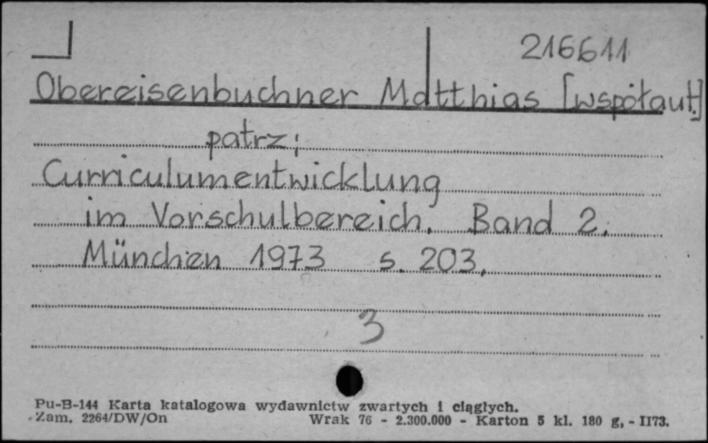 216611
Obereisenbuchner Matthias [współaut.]
patrz:
Curriculumentwicklung
im Vorschulbereich. Band 2.
München 1973 s. 203.
3
Pu-B-144 Karta katalogowa wydawnictw zwartych i ciągłych.
Zam. 2264/DW/On Wrak 76 - 2.300.000 - Karton 5 kl. 180 g, - II73.